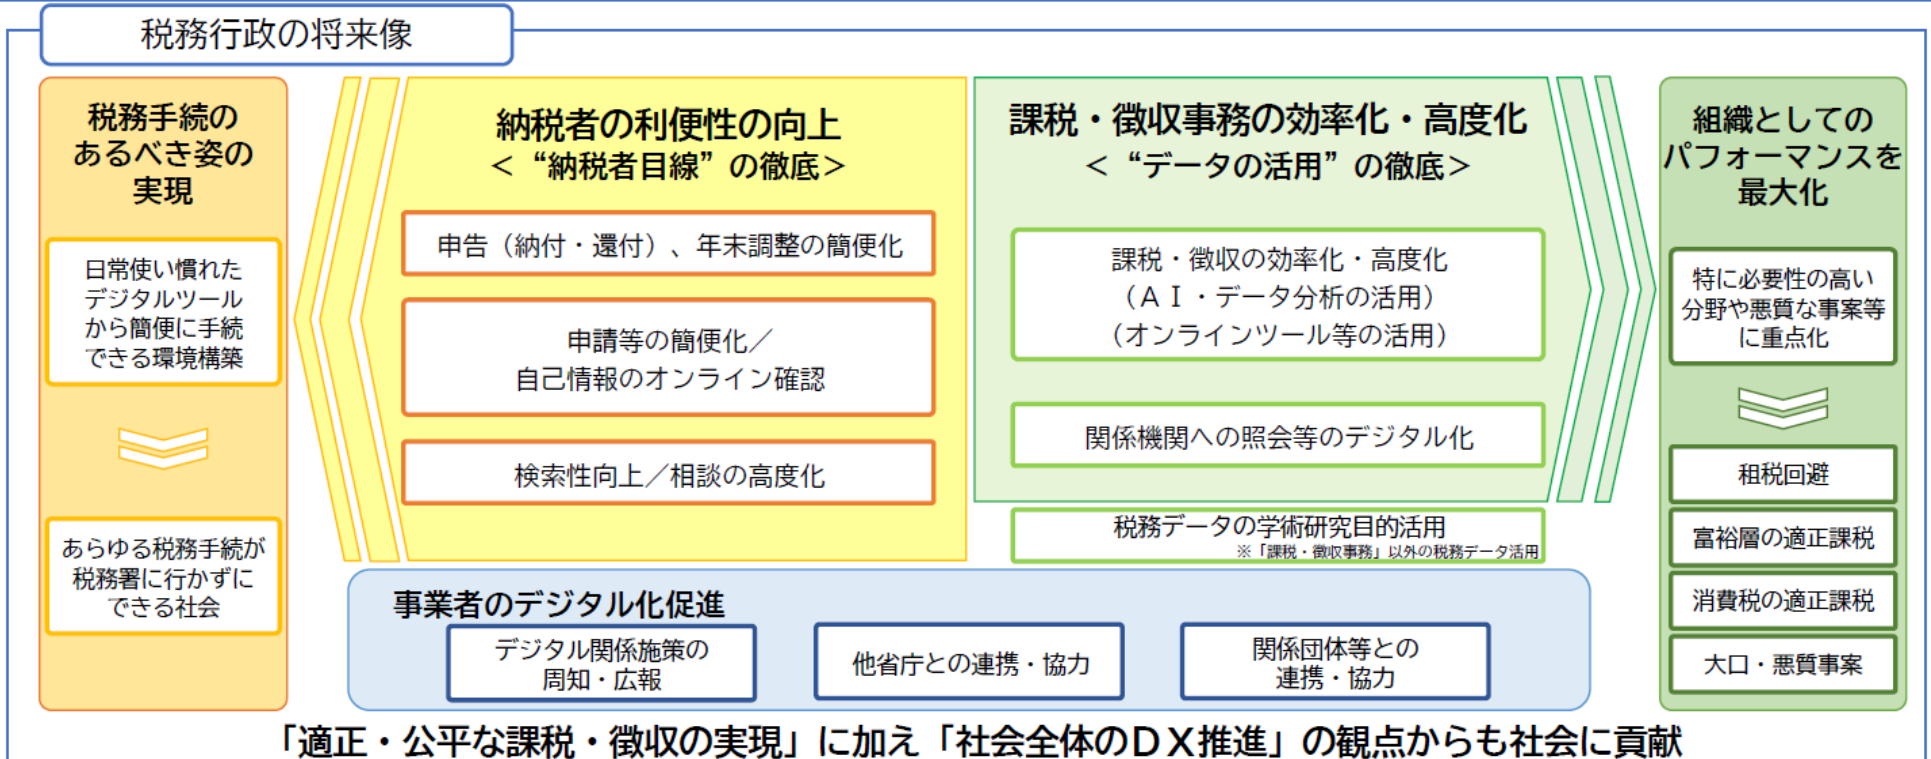 税務行政の将来像
税務手続の
あるべき姿の
実現
日常使い慣れた
デジタルツール
から簡便に手続
できる環境構築
あらゆる税務手続が
税務署に行かずに
できる社会
納税者の利便性の向上
＜“納税者目線”の徹底＞
申告（納付・還付）、年末調整の簡便化
申請等の簡便化／
自己情報のオンライン確認
検索性向上／相談の高度化
課税・徴収事務の効率化・高度化
＜“データの活用”の徹底＞
課税・徴収の効率化・高度化
（ＡＩ・データ分析の活用）
（オンラインツール等の活用）
関係機関への照会等のデジタル化
税務データの学術研究目的活用
※「課税・徴収事務」以外の税務データ活用
組織としての
パフォーマンスを
最大化
特に必要性の高い
分野や悪質な事案等
に重点化
租税回避
富裕層の適正課税
消費税の適正課税
大口・悪質事案
事業者のデジタル化促進
デジタル関係施策の
周知・広報
他省庁との連携・協力
関係団体等との
連携・協力
「適正・公平な課税・徴収の実現」に加え「社会全体のＤＸ推進」の観点からも社会に貢献